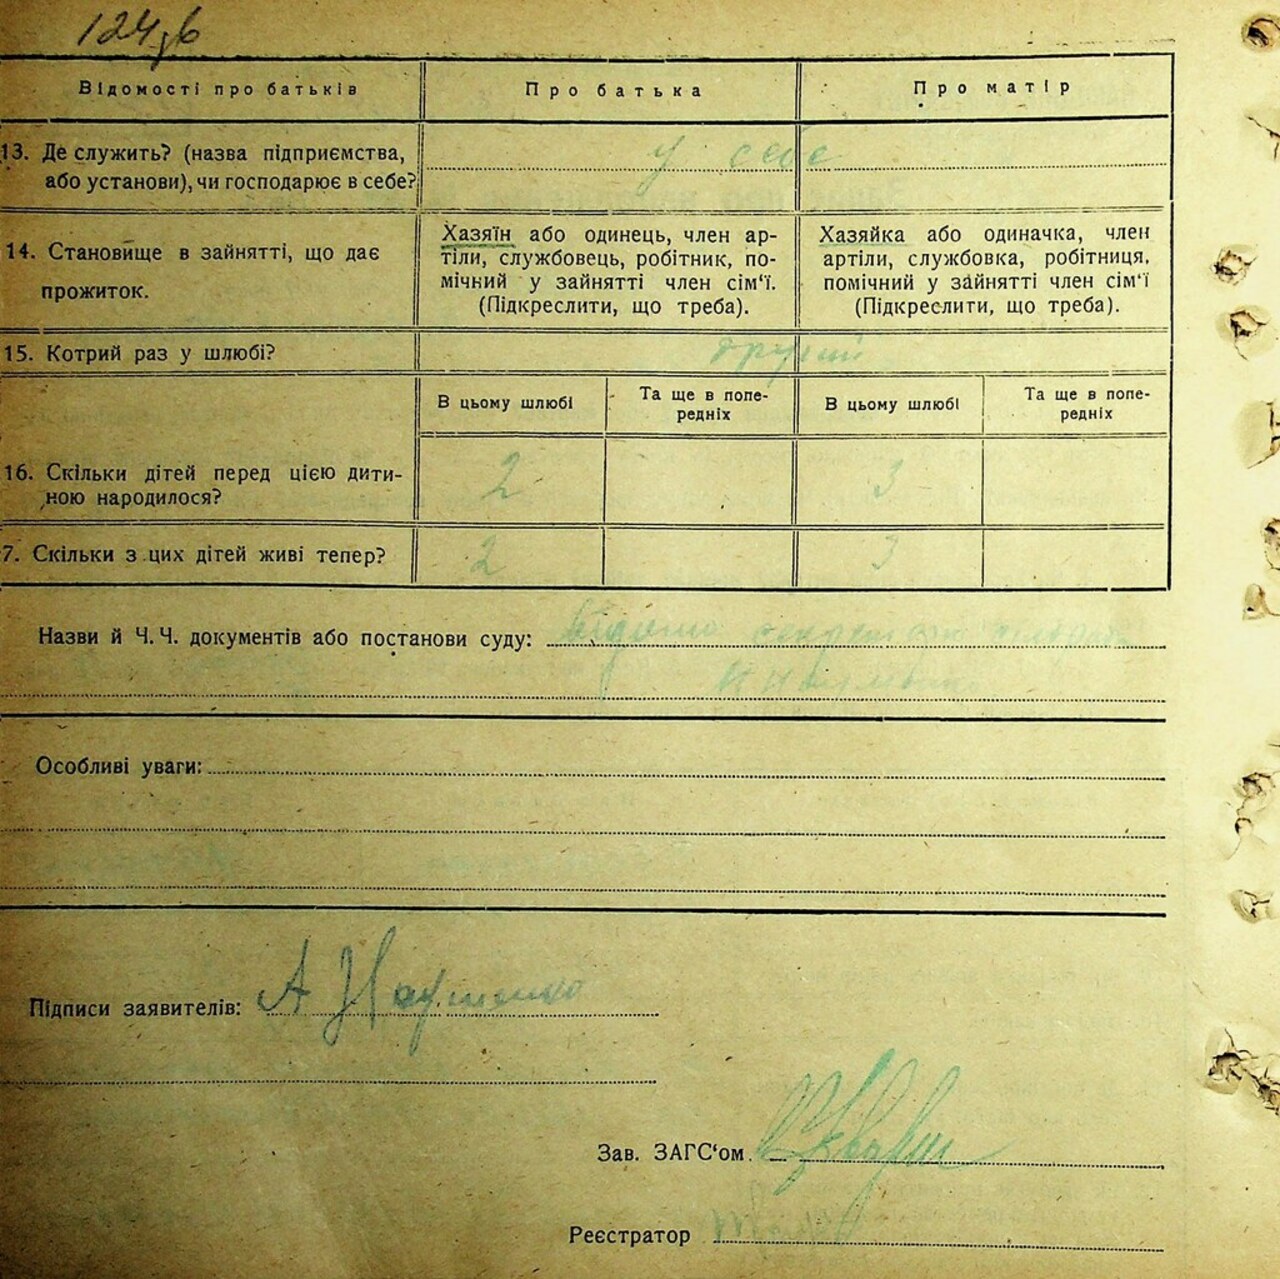 124
Відомості про батьків
Про батька
Про матір
13. Де служить? (назва підприємства,
або установи), чи господарює в себе?
у себе
14. Становище в зайнятті, що дає
прожиток.
Хазяїн або одинець, член ар-
тіли, службовець, робітник, по-
мічний у зайнятті член сім'ї.
(Підкреслити, що треба).
Хазяйка або одиначка, член
артіли, службовка, робітниця.
помічний у зайнятті член сім'ї
(Підкреслити, що треба).
15. Котрий раз у шлюбі?
другий
В цьому шлюбі
Та ще в попе-
редніх
В цьому шлюбі
Та ще в попе-
редніх
16. Скільки дітей перед цією дити-
ною народилося?
2
3
7. Скільки з цих дітей живі тепер?
2
3
Назви й Ч.Ч. документів або постанови суду:
Особливі уваги:
Підписи заявителів: А
Зав. ЗАГС'ом
Реєстратор